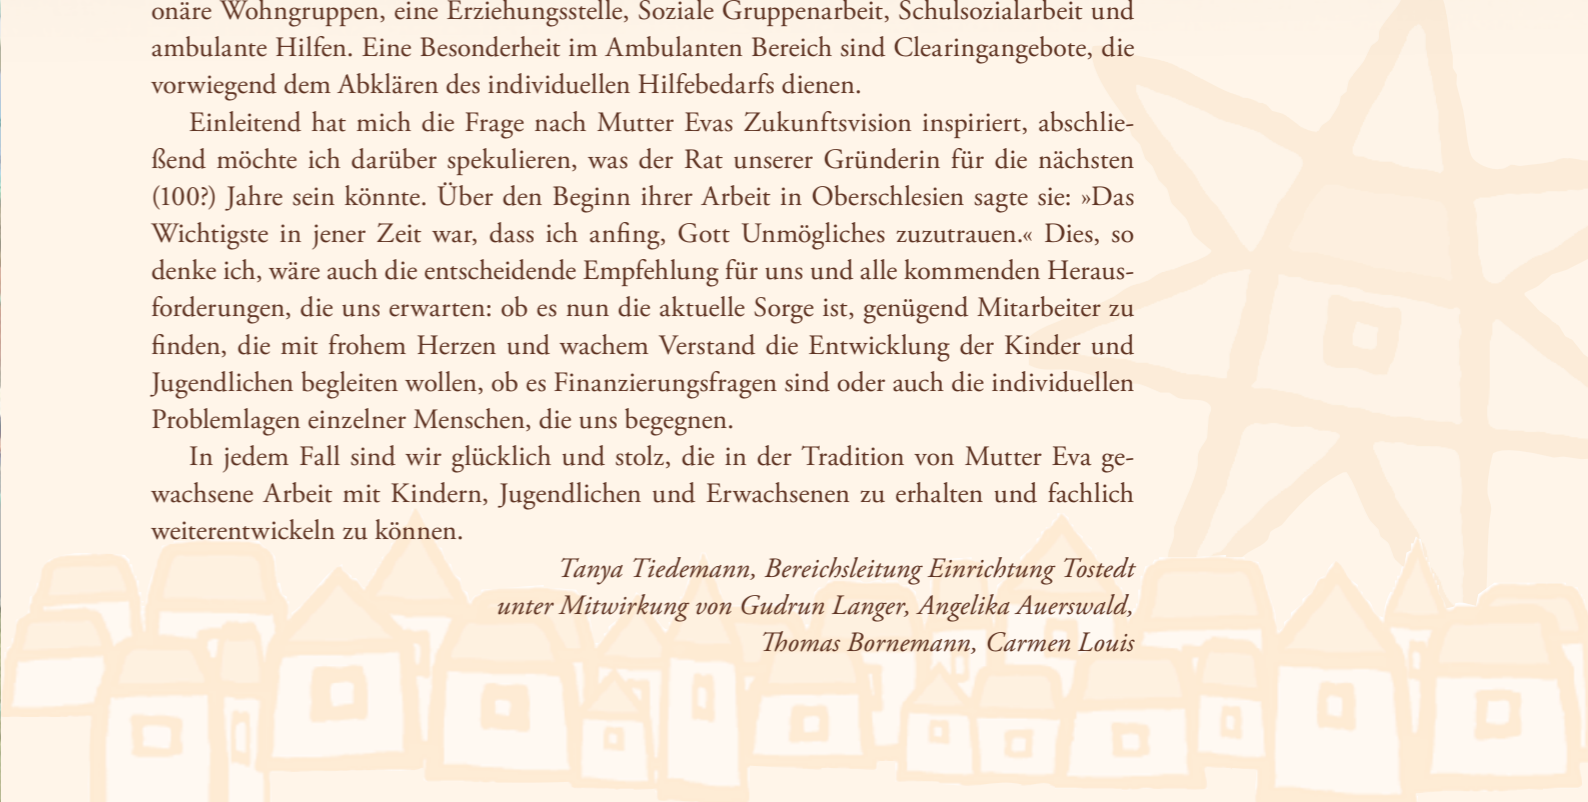 onäre Wohngruppen, eine Erziehungsstelle, Soziale Gruppenarbeit, Schulsozialarbeit und
ambulante Hilfen. Eine Besonderheit im Ambulanten Bereich sind Clearingangebote, die
vorwiegend dem Abklären des individuellen Hilfebedarfs dienen.
Einleitend hat mich die Frage nach Mutter Evas Zukunftsvision inspiriert, abschlie-
ßend möchte ich darüber spekulieren, was der Rat unserer Gründerin für die nächsten
(100?) Jahre sein könnte. Über den Beginn ihrer Arbeit in Oberschlesien sagte sie: »Das
Wichtigste in jener Zeit war, dass ich anfing, Gott Unmögliches zuzutrauen.« Dies, so
denke ich, wäre auch die entscheidende Empfehlung für uns und alle kommenden Heraus-
forderungen, die uns erwarten: ob es nun die aktuelle Sorge ist, genügend Mitarbeiter zu
finden, die mit frohem Herzen und wachem Verstand die Entwicklung der Kinder und
Jugendlichen begleiten wollen, ob es Finanzierungsfragen sind oder auch die individuellen
Problemlagen einzelner Menschen, die uns begegnen.
In jedem Fall sind wir glücklich und stolz, die in der Tradition von Mutter Eva ge-
wachsene Arbeit mit Kindern, Jugendlichen und Erwachsenen zu erhalten und fachlich
weiterentwickeln zu können.
Tanya Tiedemann, Bereichsleitung Einrichtung Tostedt
unter Mitwirkung von Gudrun Langer, Angelika Auerswald,
Thomas Bornemann, Carmen Louis